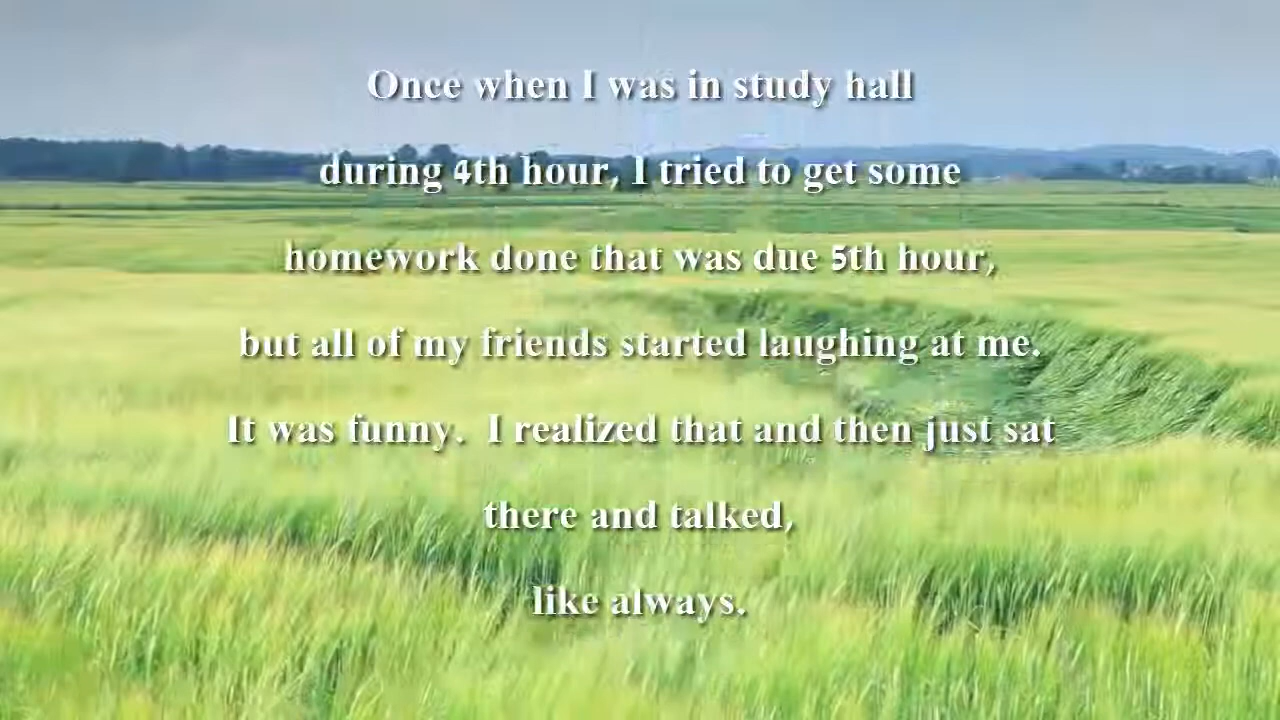 Once when I was in study hall
during 4th hour, I tried to get some
homework done that was due 5th hour,
but all of my friends started laughing at me.
It was funny.  I realized that and then just sat
there and talked,
like always.